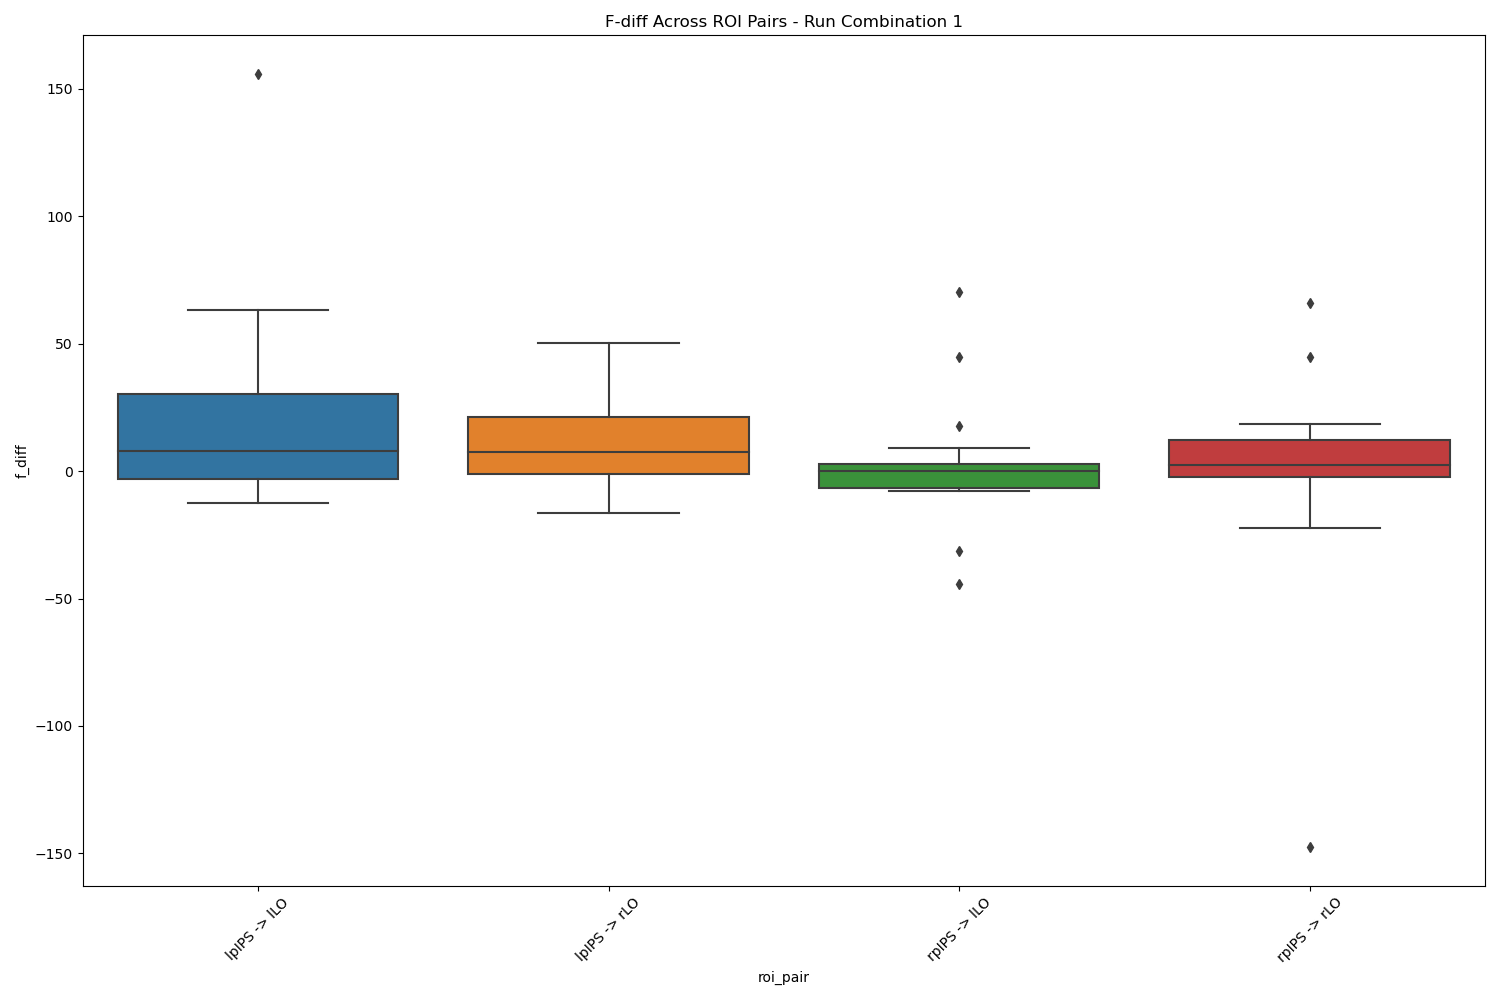 F-diff Across ROI Pairs - Run Combination 1
f_diff
150
100
50
0
−50
−100
−150
lpIPS -> lLO
lpIPS -> rLO
rpIPS -> lLO
rpIPS -> rLO
roi_pair